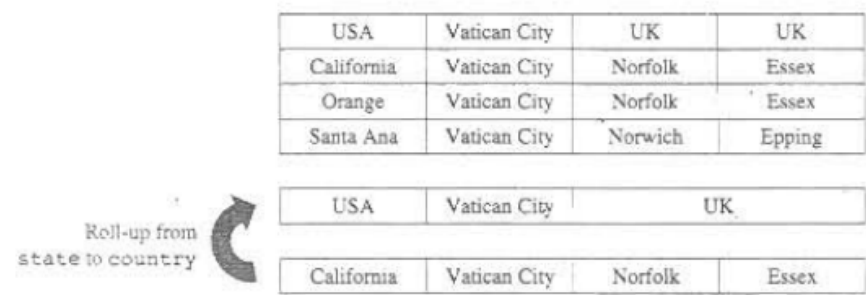 USA Vatican City UK UK
California Vatican City Norfolk Essex
Orange Vatican City Norfolk Essex
Santa Ana Vatican City Norwich Epping
USA Vatican City UK
Roll-up from
state to country
California Vatican City Norfolk Essex